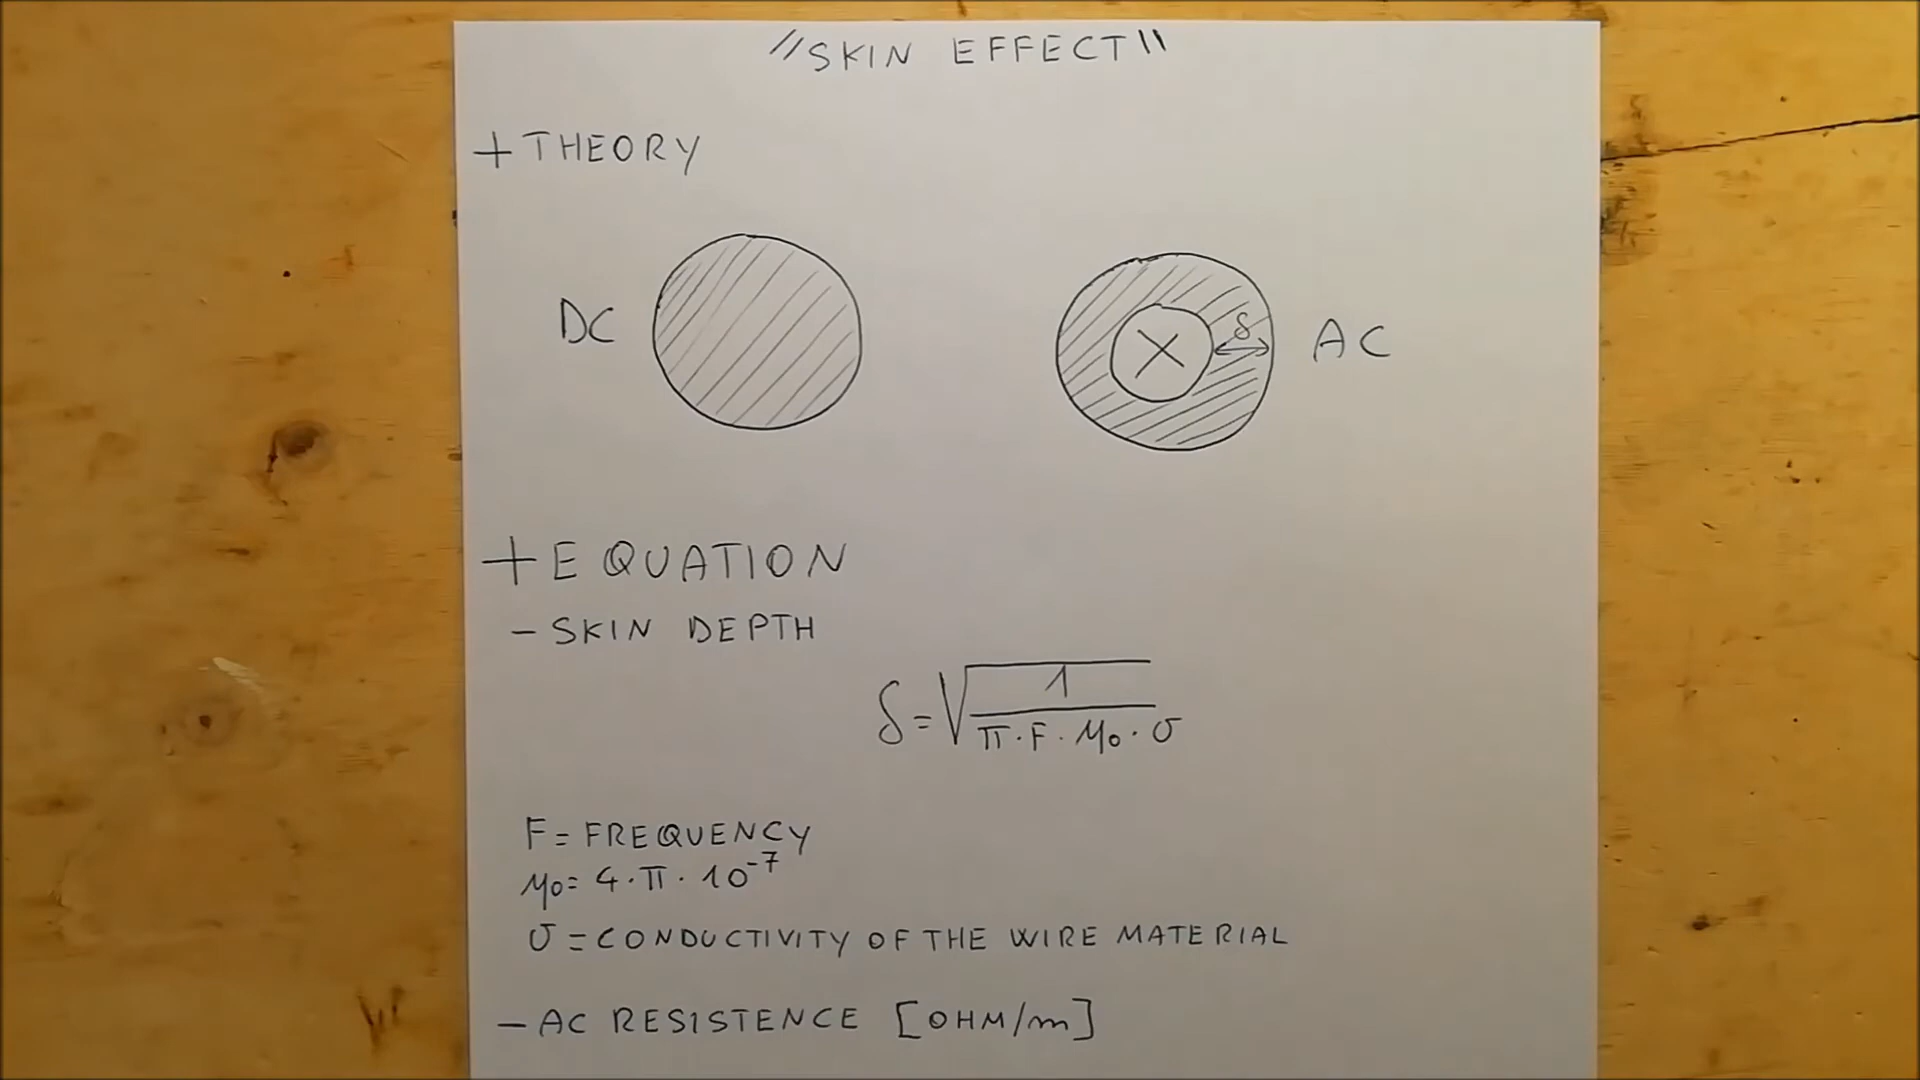 "SKIN EFFECT"
+ THEORY
DC
δ
AC
+ EQUATION
- SKIN DEPTH
δ = √(1 / (π · F · μ0 · σ))
F = FREQUENCY
μ0 = 4 · π · 10^-7
σ = CONDUCTIVITY OF THE WIRE MATERIAL
- AC RESISTENCE [OHM/m]